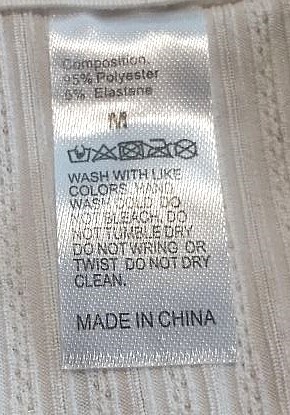 Composition
95% Polyester
5% Elastane
M
WASH WITH LIKE
COLORS. HAND
WASH COLD. DO
NOT BLEACH. DO
NOT TUMBLE DRY
DO NOT WRING OR
TWIST. DO NOT DRY
CLEAN.
MADE IN CHINA